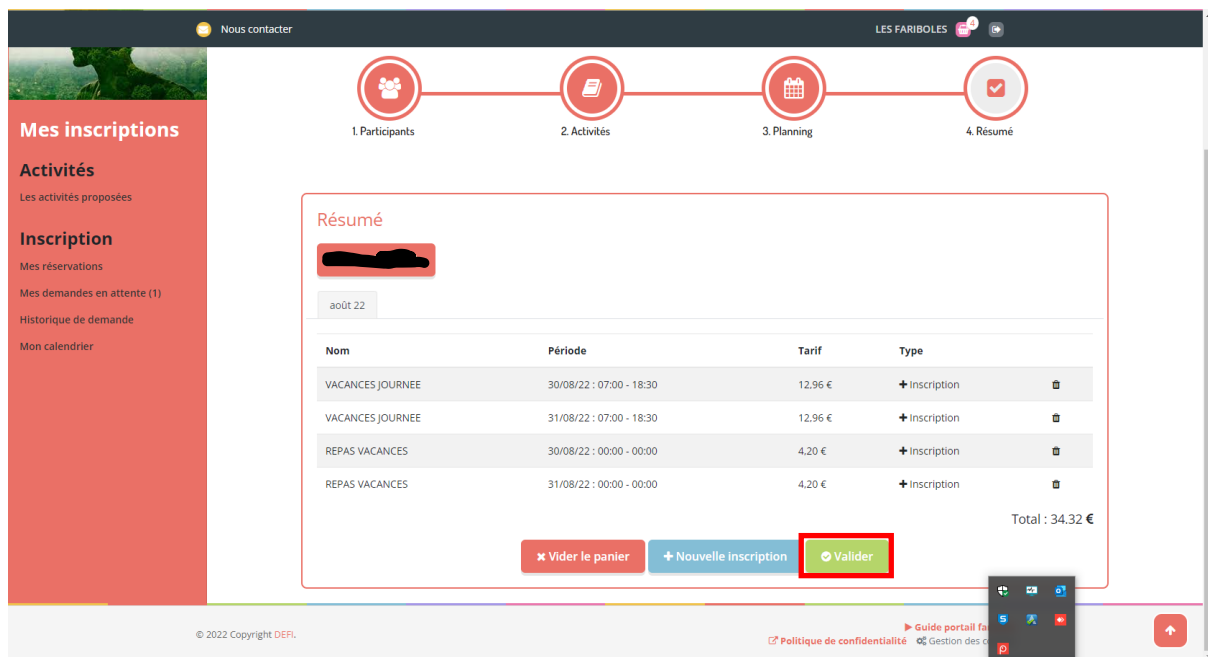 Nous contacter
LES FARIBOLES 4
1. Participants
2. Activités
3. Planning
4. Résumé
Mes inscriptions
Activités
Les activités proposées
Inscription
Mes réservations
Mes demandes en attente (1)
Historique de demande
Mon calendrier
Résumé
août 22
Nom Période Tarif Type
VACANCES JOURNEE 30/08/22 : 07:00 - 18:30 12,96 € Inscription
VACANCES JOURNEE 31/08/22 : 07:00 - 18:30 12,96 € Inscription
REPAS VACANCES 30/08/22 : 00:00 - 00:00 4,20 € Inscription
REPAS VACANCES 31/08/22 : 00:00 - 00:00 4,20 € Inscription
Total : 34.32 €
Vider le panier
Nouvelle inscription
Valider
© 2022 Copyright DEFI.
Guide portail
Politique de confidentialité Gestion des